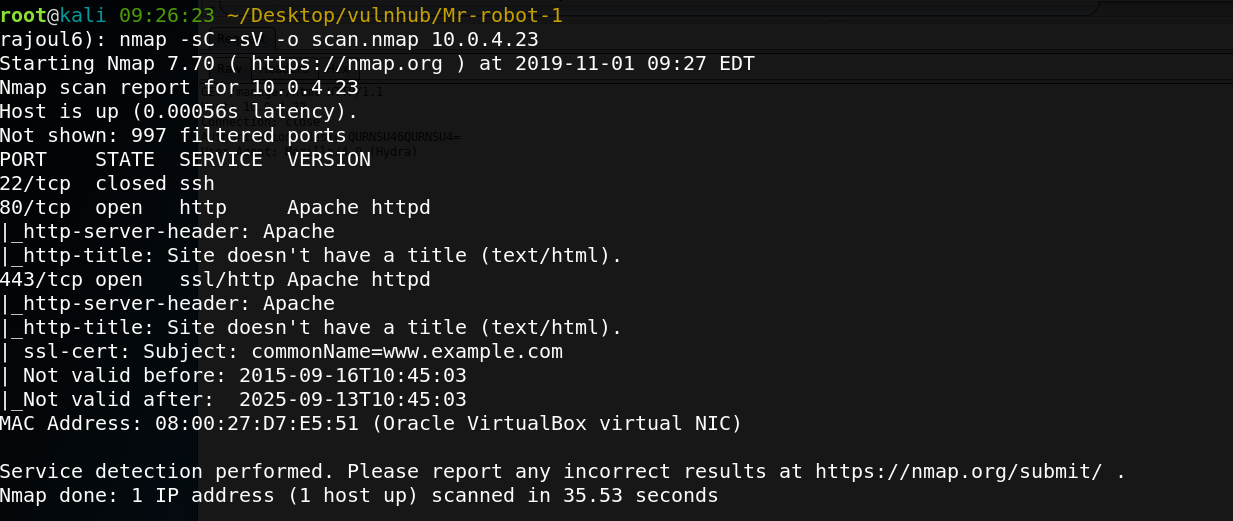 root@kali 09:26:23 ~/Desktop/vulnhub/Mr-robot-1
rajoul6): nmap -sC -sV -o scan.nmap 10.0.4.23
Starting Nmap 7.70 ( https://nmap.org ) at 2019-11-01 09:27 EDT
Nmap scan report for 10.0.4.23
Host is up (0.00056s latency).
Not shown: 997 filtered ports
PORT    STATE  SERVICE  VERSION
22/tcp  closed ssh
80/tcp  open   http     Apache httpd
|_http-server-header: Apache
|_http-title: Site doesn't have a title (text/html).
443/tcp open   ssl/http Apache httpd
|_http-server-header: Apache
|_http-title: Site doesn't have a title (text/html).
| ssl-cert: Subject: commonName=www.example.com
| Not valid before: 2015-09-16T10:45:03
|_Not valid after:  2025-09-13T10:45:03
MAC Address: 08:00:27:D7:E5:51 (Oracle VirtualBox virtual NIC)
Service detection performed. Please report any incorrect results at https://nmap.org/submit/ .
Nmap done: 1 IP address (1 host up) scanned in 35.53 seconds